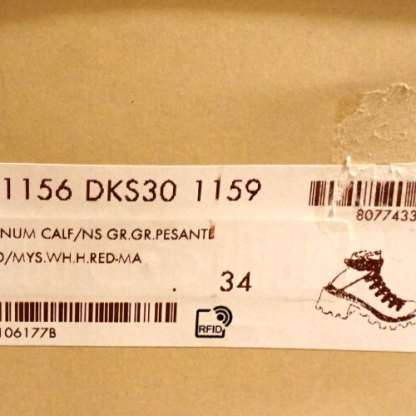 1156 DKS30 1159
8077433
NUM CALF/NS GR.GR.PESANTE
D/MYS.WH.H.RED-MA
. 34
106177B
RFID